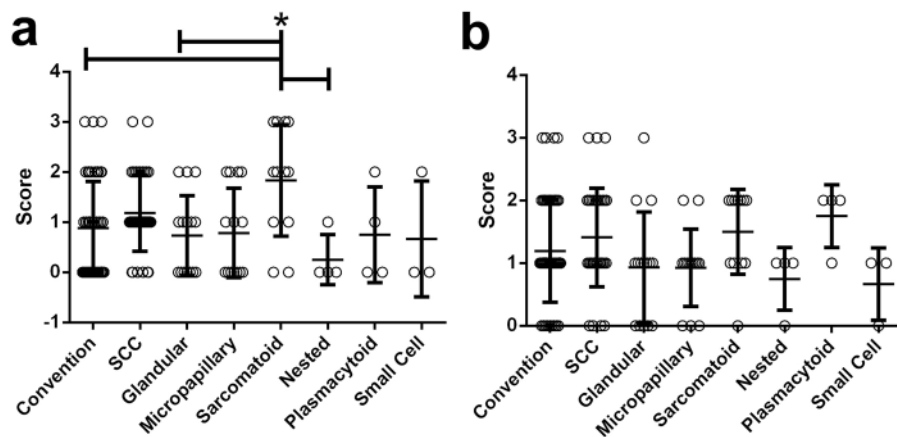 a
*
4
3
2
1
0
-1
Score
Convention
SCC
Glandular
Micropapillary
Sarcomatoid
Nested
Plasmacytoid
Small Cell
b
4
3
2
1
0
Score
Convention
SCC
Glandular
Micropapillary
Sarcomatoid
Nested
Plasmacytoid
Small Cell